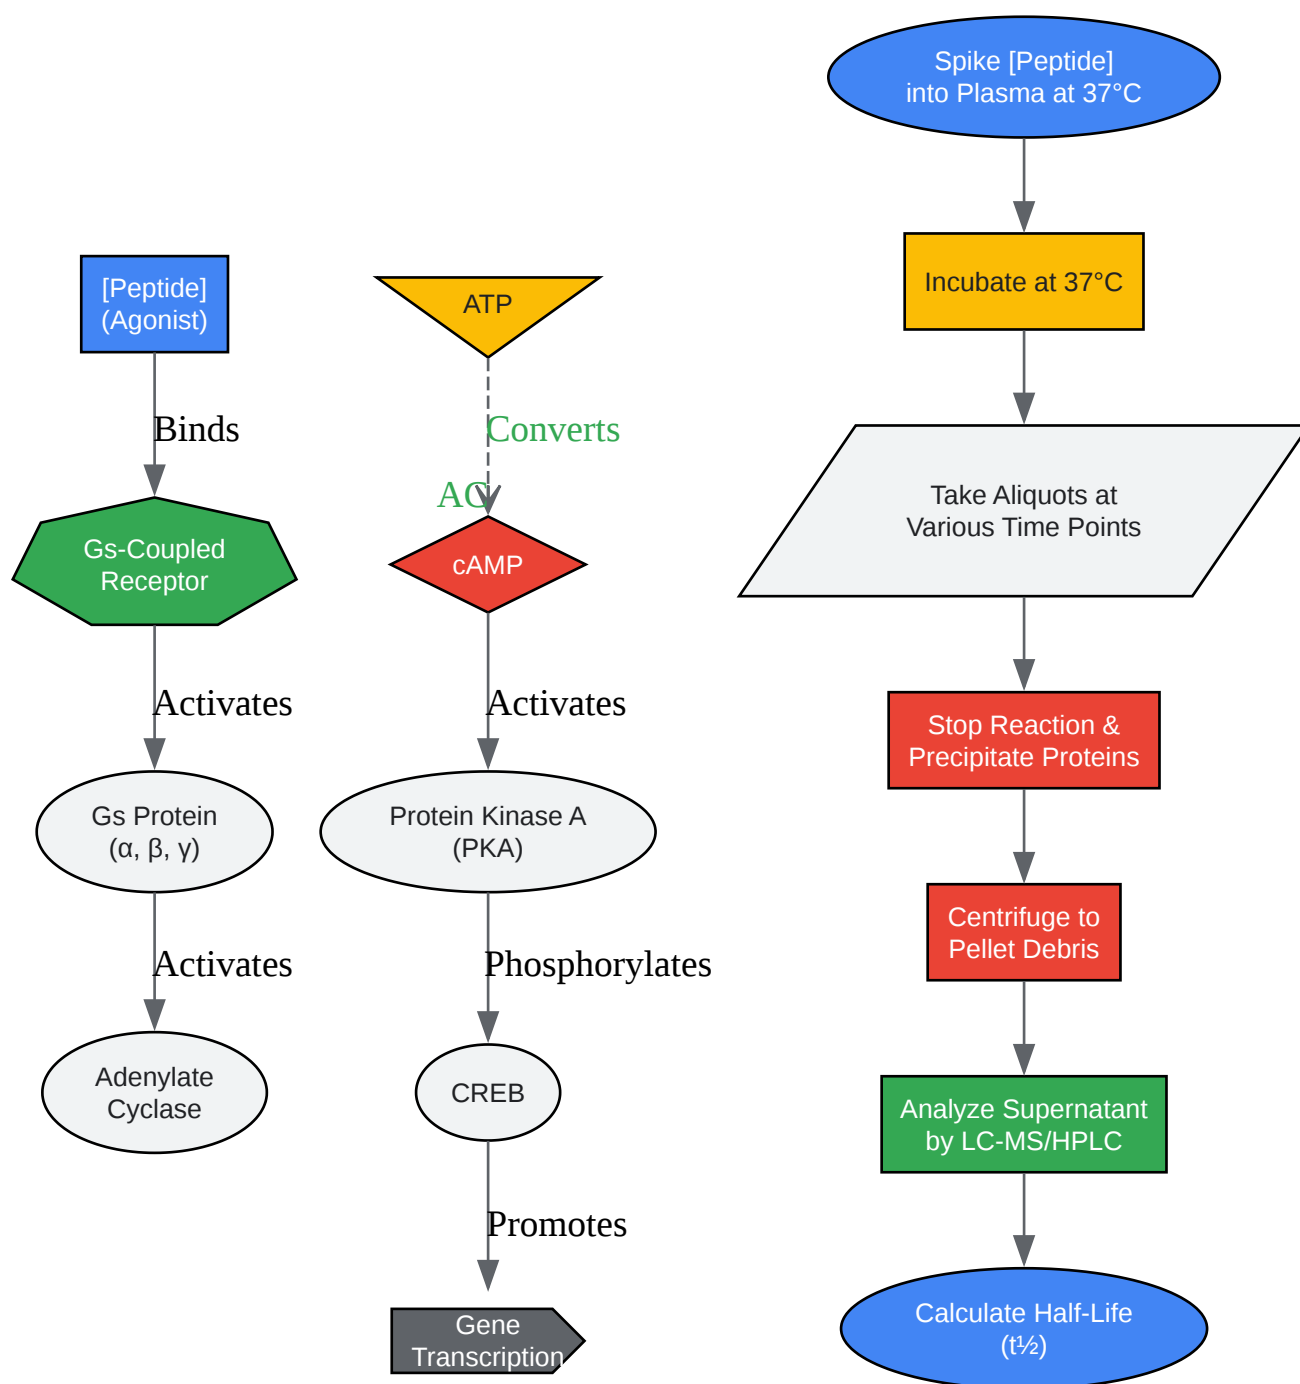 [Peptide]
(Agonist)
Binds
Gs-Coupled
Receptor
Activates
Gs Protein
(α, β, γ)
Activates
Adenylate
Cyclase
ATP
Converts
AC
cAMP
Activates
Protein Kinase A
(PKA)
Phosphorylates
CREB
Promotes
Gene
Transcription
Spike [Peptide]
into Plasma at 37°C
Incubate at 37°C
Take Aliquots at
Various Time Points
Stop Reaction &
Precipitate Proteins
Centrifuge to
Pellet Debris
Analyze Supernatant
by LC-MS/HPLC
Calculate Half-Life
(t½)